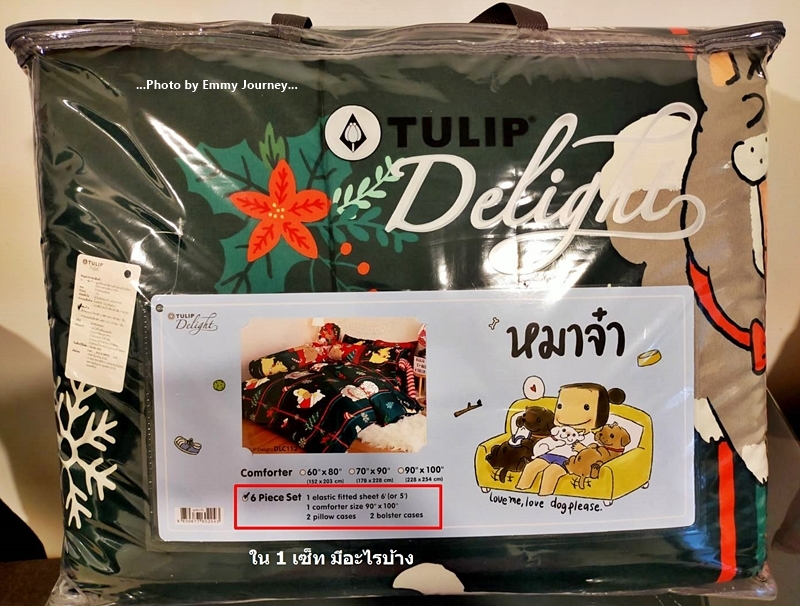 ...Photo by Emmy Journey...
TULIP®
Delight
TULIP
TULIP
Delight
หมาจ๋า
Comforter 60"x80" 70"x90" 90"x100"
(152 x 203 cm) (178 x 228 cm) (228 x 254 cm)
6 Piece Set 1 elastic fitted sheet 6'(or 5')
1 comforter size 90"x 100"
2 pillow cases 2 bolster cases
love me, love dog please.
ใน 1 เซ็ท มีอะไรบ้าง